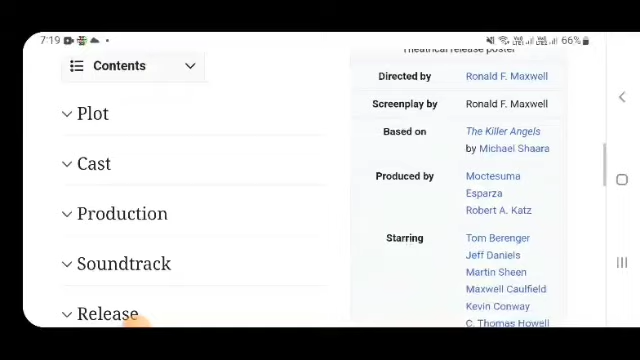 7:19
66%
Contents
Plot
Cast
Production
Soundtrack
Release
Theatrical release poster
Directed by Ronald F. Maxwell
Screenplay by Ronald F. Maxwell
Based on The Killer Angels
by Michael Shaara
Produced by Moctesuma
Esparza
Robert A. Katz
Starring Tom Berenger
Jeff Daniels
Martin Sheen
Maxwell Caulfield
Kevin Conway
C. Thomas Howell